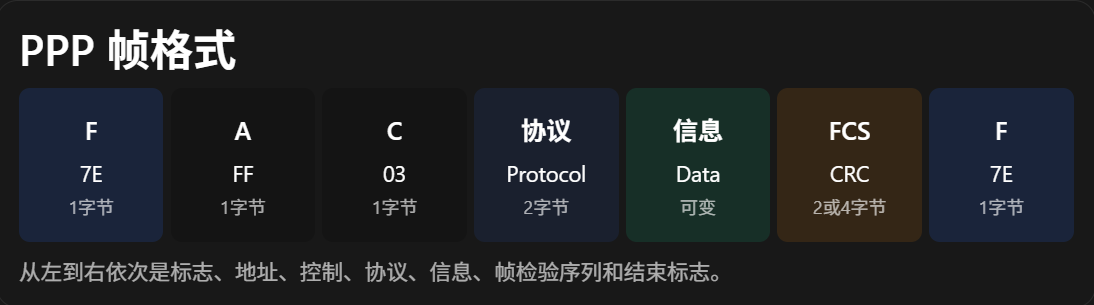 PPP 帧格式
F A C 协议 信息 FCS F
7E FF 03 Protocol Data CRC 7E
1字节 1字节 1字节 2字节 可变 2或4字节 1字节
从左到右依次是标志、地址、控制、协议、信息、帧检验序列和结束标志。